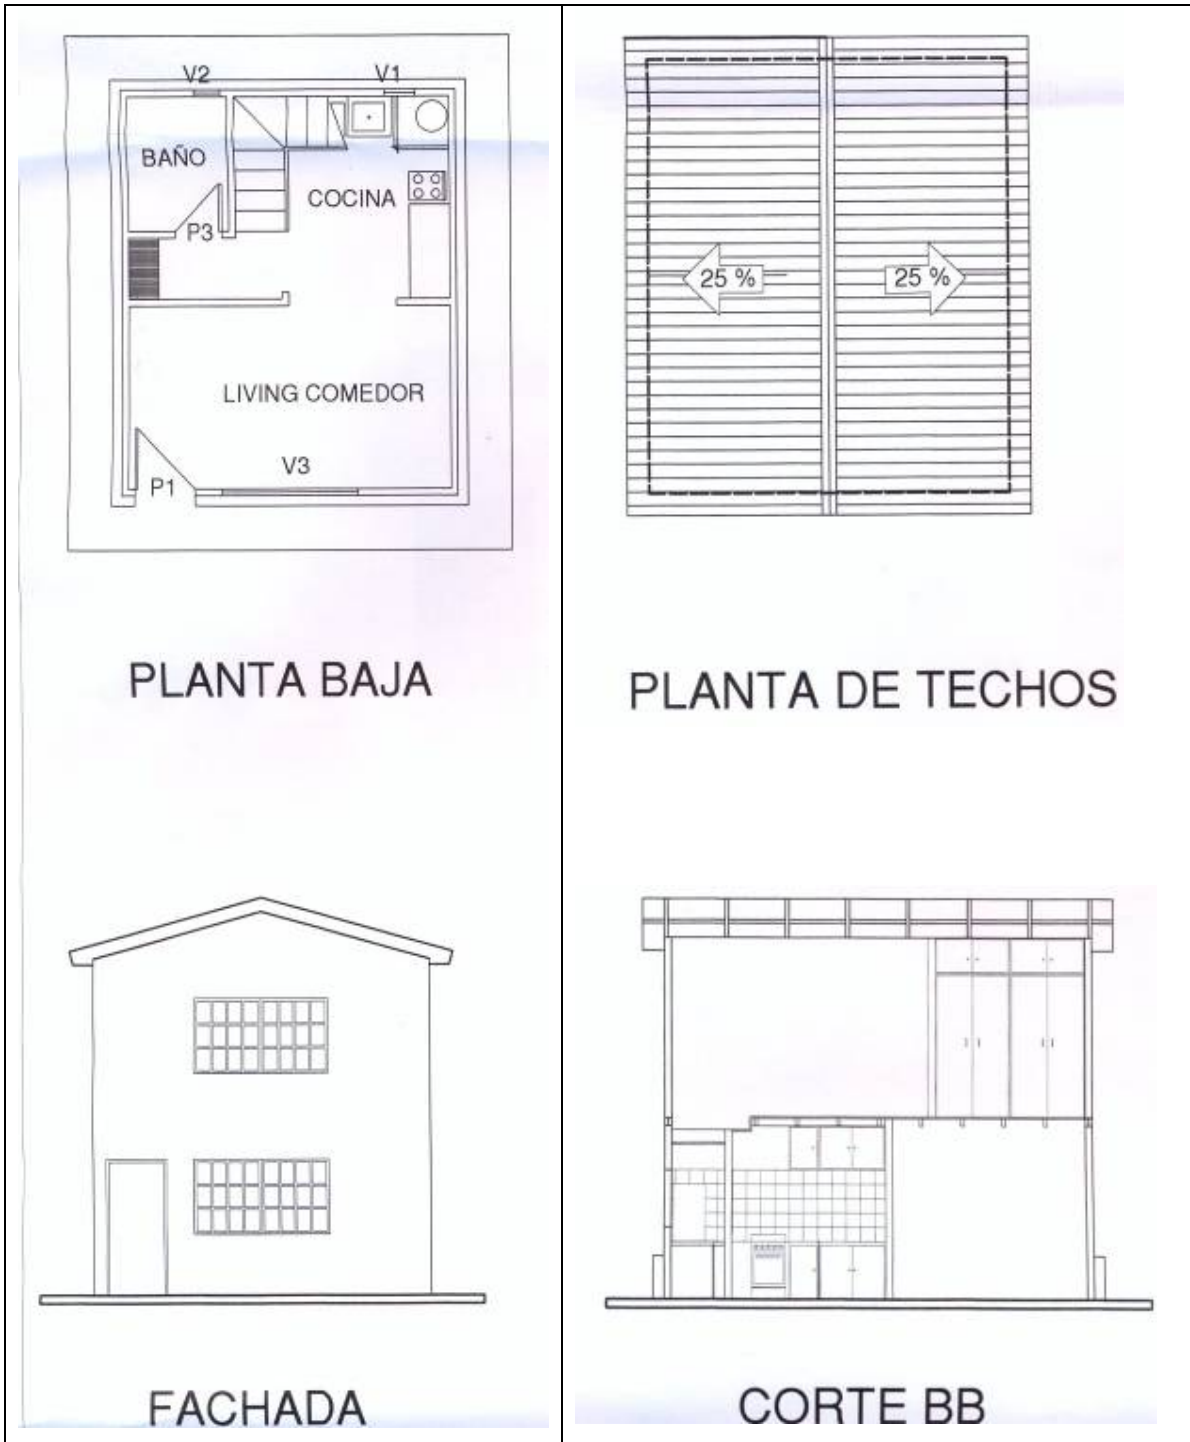 V2
V1
BAÑO
COCINA
P3
LIVING COMEDOR
V3
P1
PLANTA BAJA
25 %
25 %
PLANTA DE TECHOS
FACHADA
CORTE BB